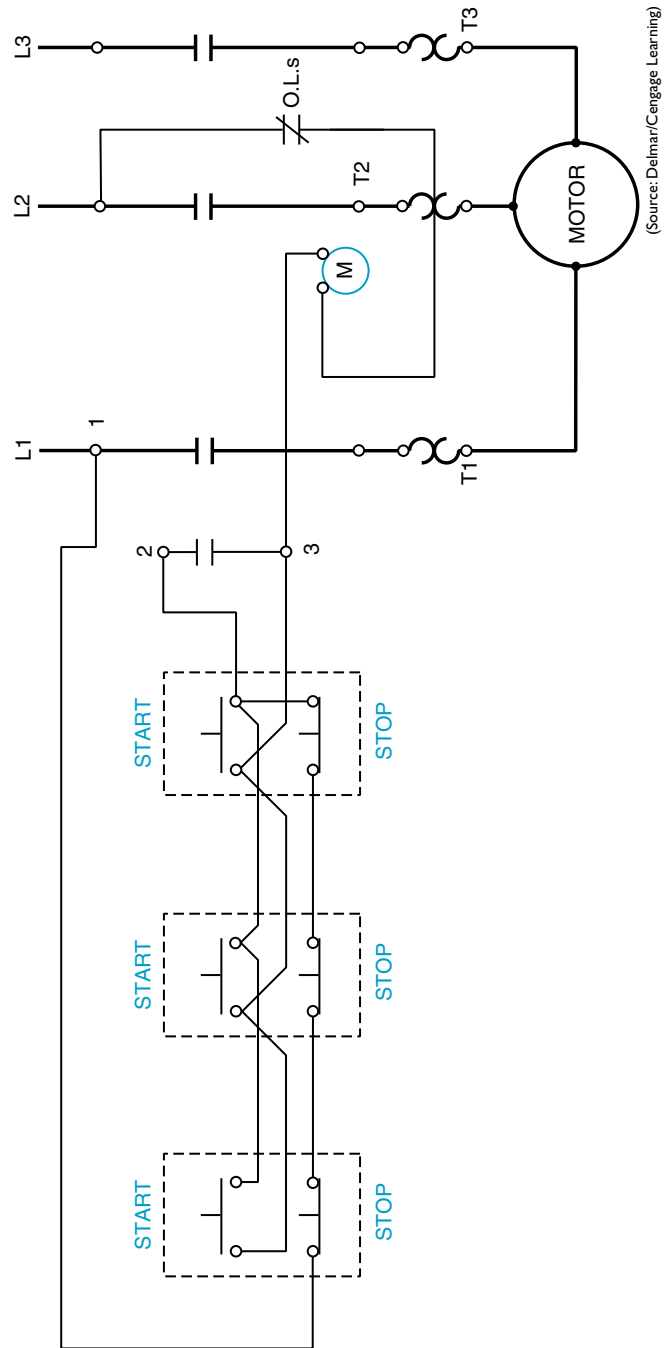 START
STOP
START
STOP
START
STOP
2
3
L1
1
T1
M
L2
T2
O.L.s
L3
T3
MOTOR
(Source: Delmar/Cengage Learning)